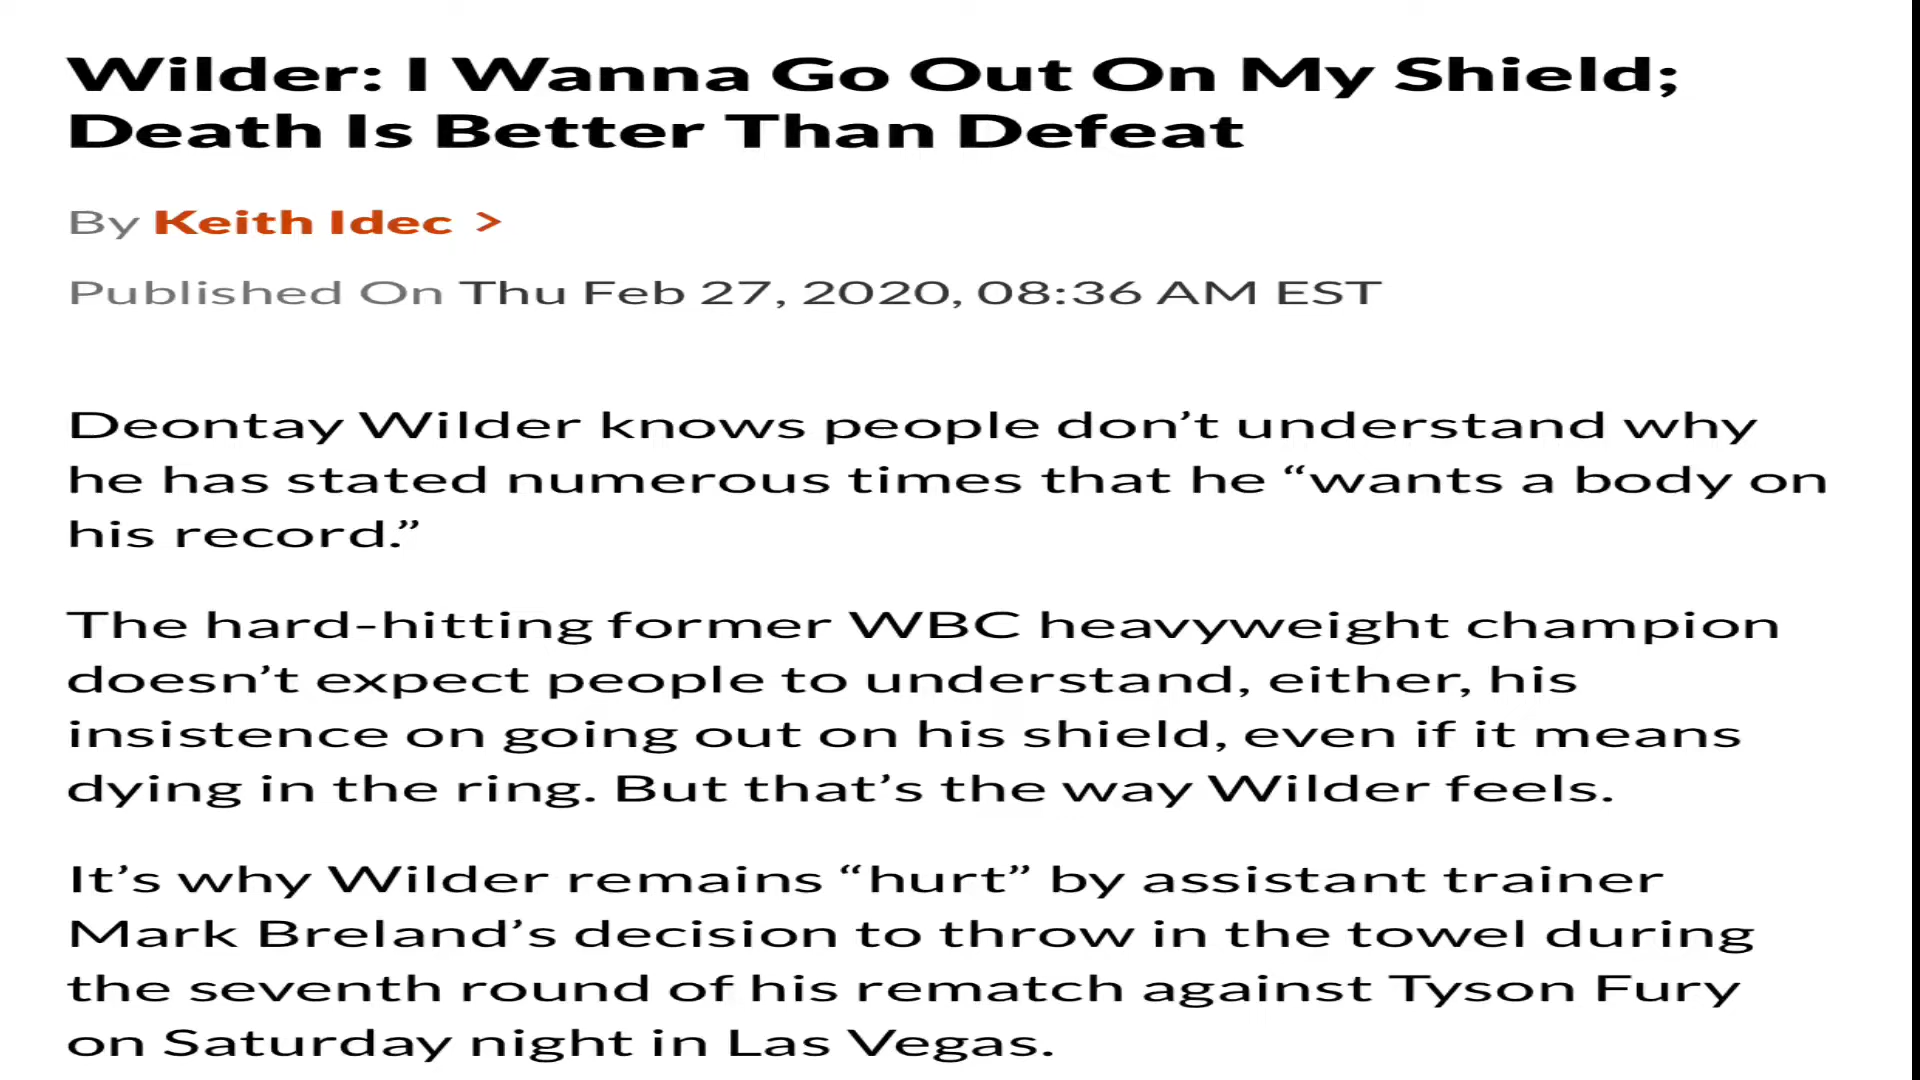 Wilder: I Wanna Go Out On My Shield;
Death Is Better Than Defeat
By Keith Idec >
Published On Thu Feb 27, 2020, 08:36 AM EST
Deontay Wilder knows people don’t understand why
he has stated numerous times that he “wants a body on
his record.”
The hard-hitting former WBC heavyweight champion
doesn’t expect people to understand, either, his
insistence on going out on his shield, even if it means
dying in the ring. But that’s the way Wilder feels.
It’s why Wilder remains “hurt” by assistant trainer
Mark Breland’s decision to throw in the towel during
the seventh round of his rematch against Tyson Fury
on Saturday night in Las Vegas.